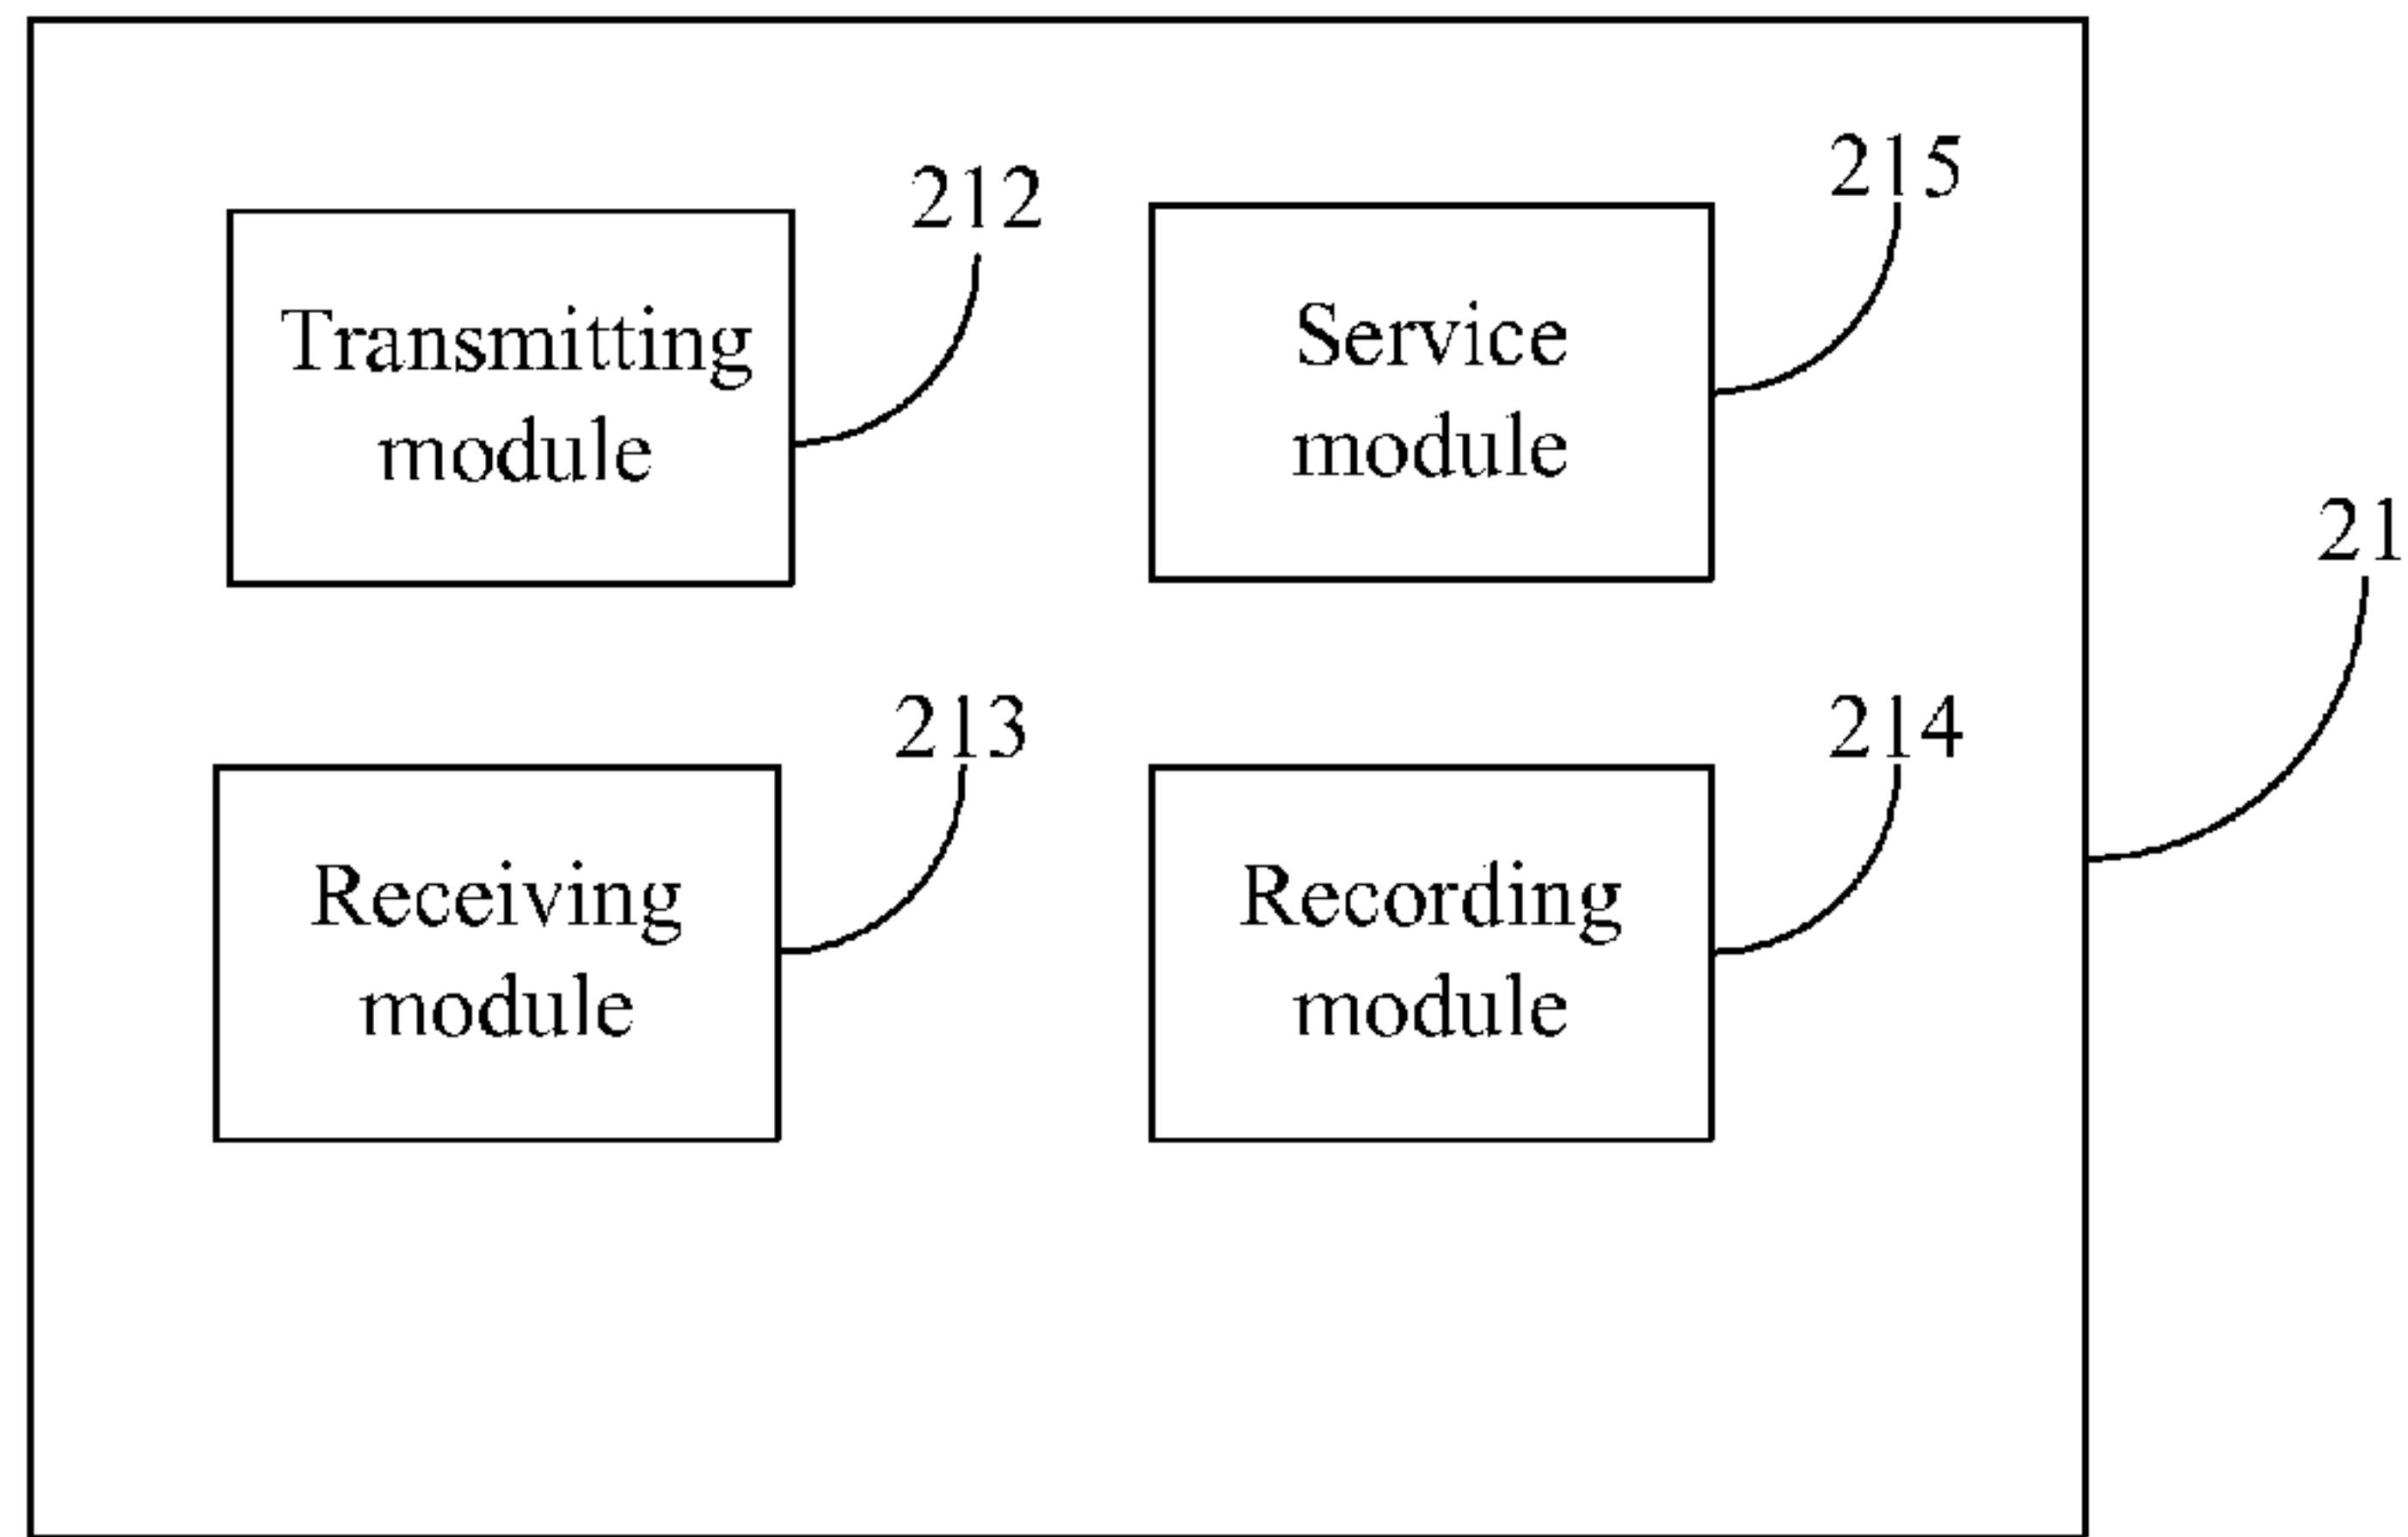 212
Transmitting
module
215
Service
module
21
213
Receiving
module
214
Recording
module